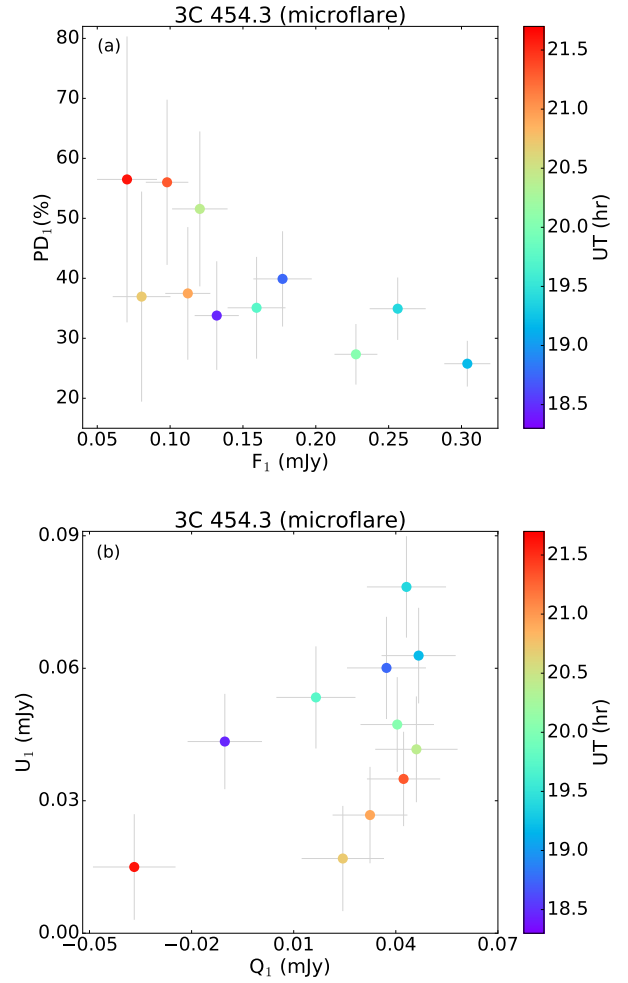 3C 454.3 (microflare)
(a)
80
70
60
50
40
30
20
PD₁(%)
0.05 0.10 0.15 0.20 0.25 0.30
F₁ (mJy)
21.5
21.0
20.5
20.0
19.5
19.0
18.5
UT (hr)
3C 454.3 (microflare)
(b)
0.09
0.06
0.03
0.00
U₁ (mJy)
−0.05 −0.02 0.01 0.04 0.07
Q₁ (mJy)
21.5
21.0
20.5
20.0
19.5
19.0
18.5
UT (hr)